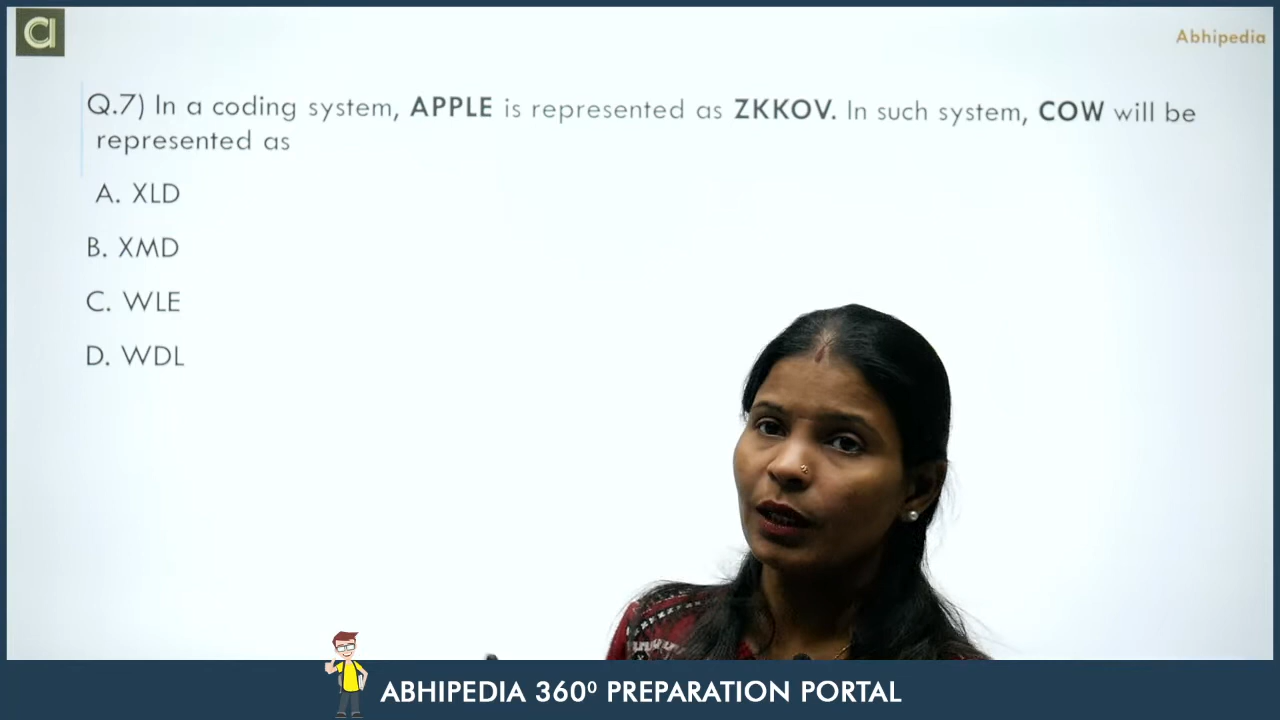 Abhipedia
Q.7) In a coding system, APPLE is represented as ZKKOV. In such system, COW will be
represented as
A. XLD
B. XMD
C. WLE
D. WDL
ABHIPEDIA 360⁰ PREPARATION PORTAL